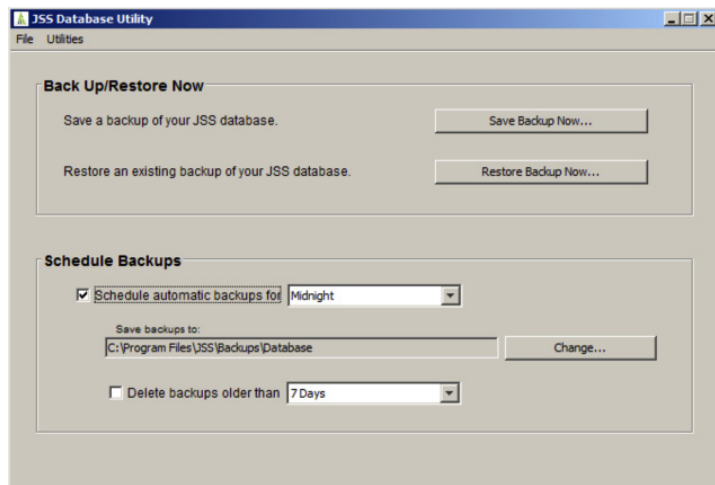 JSS Database Utility
File Utilities
Back Up/Restore Now
Save a backup of your JSS database.
Save Backup Now...
Restore an existing backup of your JSS database.
Restore Backup Now...
Schedule Backups
Schedule automatic backups for Midnight
Save backups to:
C:\Program Files\JSS\Backups\Database
Change...
Delete backups older than 7 Days